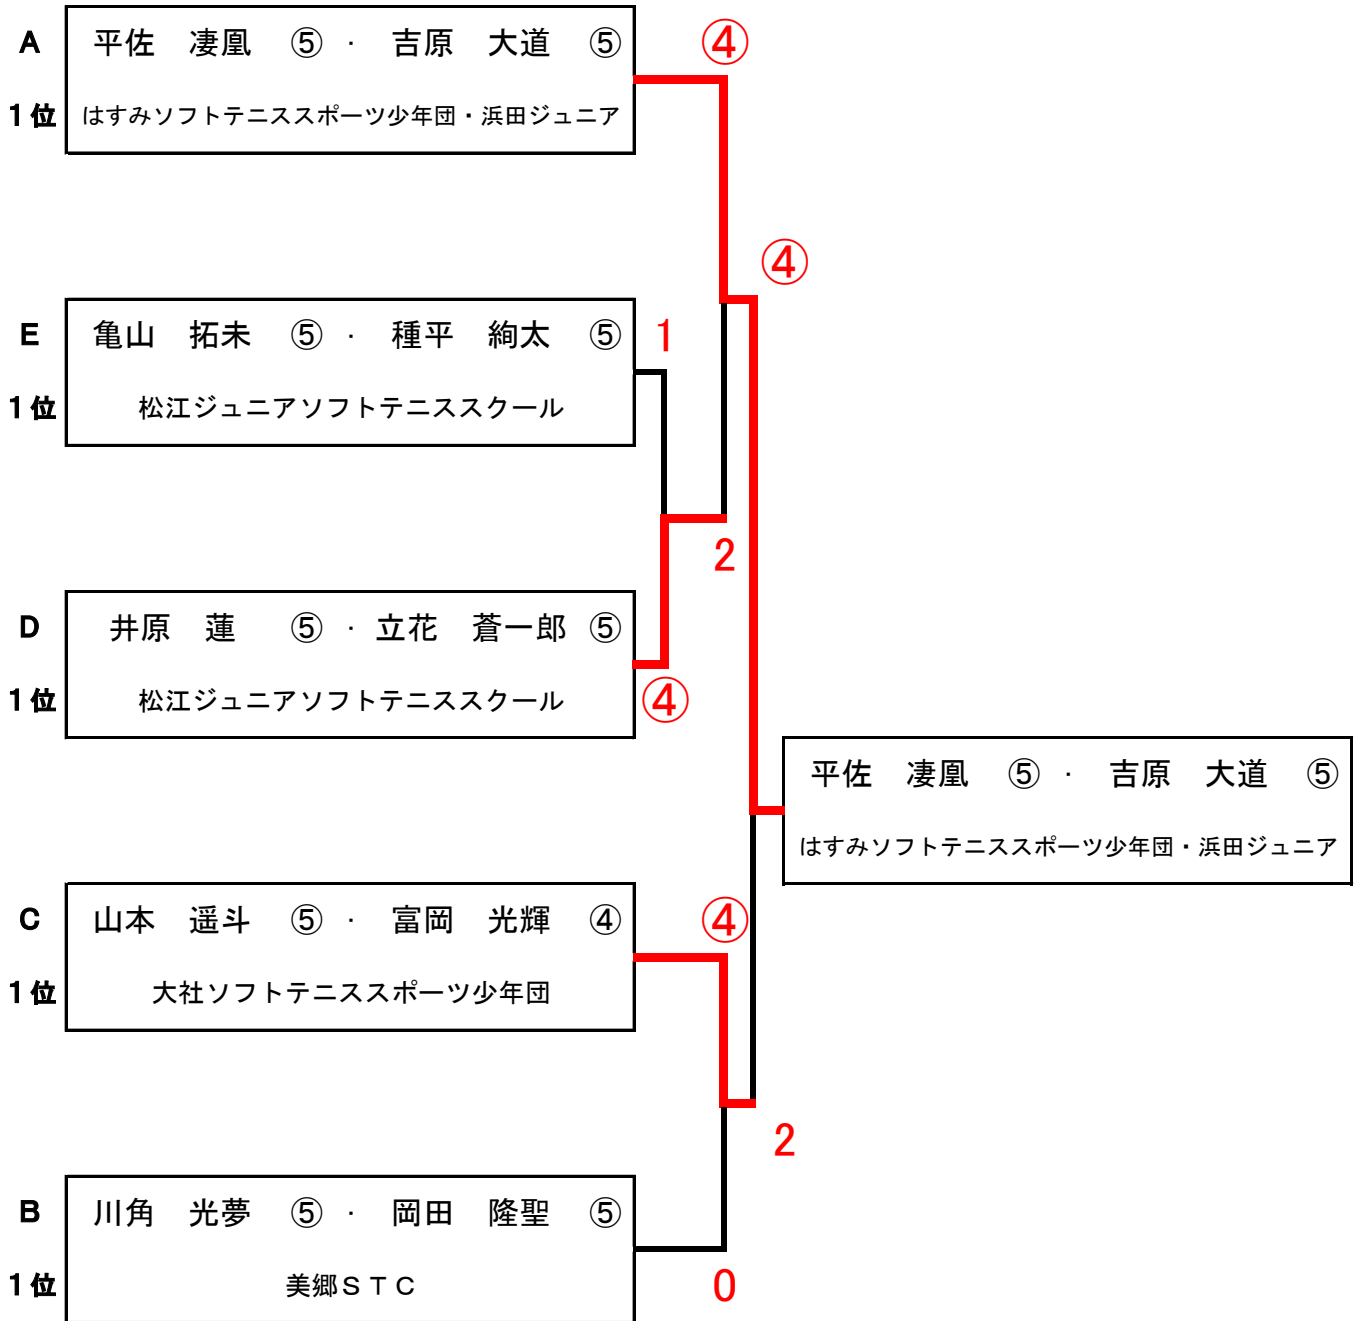 A 平佐　凄凰　⑤ ・ 吉原　大道　⑤ ④
1位 はすみソフトテニススポーツ少年団・浜田ジュニア
④
E 亀山　拓未　⑤ ・ 種平　絢太　⑤ 1
1位 松江ジュニアソフトテニススクール
2
D 井原　蓮　⑤ ・ 立花　蒼一郎　⑤
1位 松江ジュニアソフトテニススクール ④
平佐　凄凰　⑤ ・ 吉原　大道　⑤
はすみソフトテニススポーツ少年団・浜田ジュニア
C 山本　遥斗　⑤ ・ 富岡　光輝　④ ④
1位 大社ソフトテニススポーツ少年団
2
B 川角　光夢　⑤ ・ 岡田　隆聖　⑤
1位 美郷ＳＴＣ 0